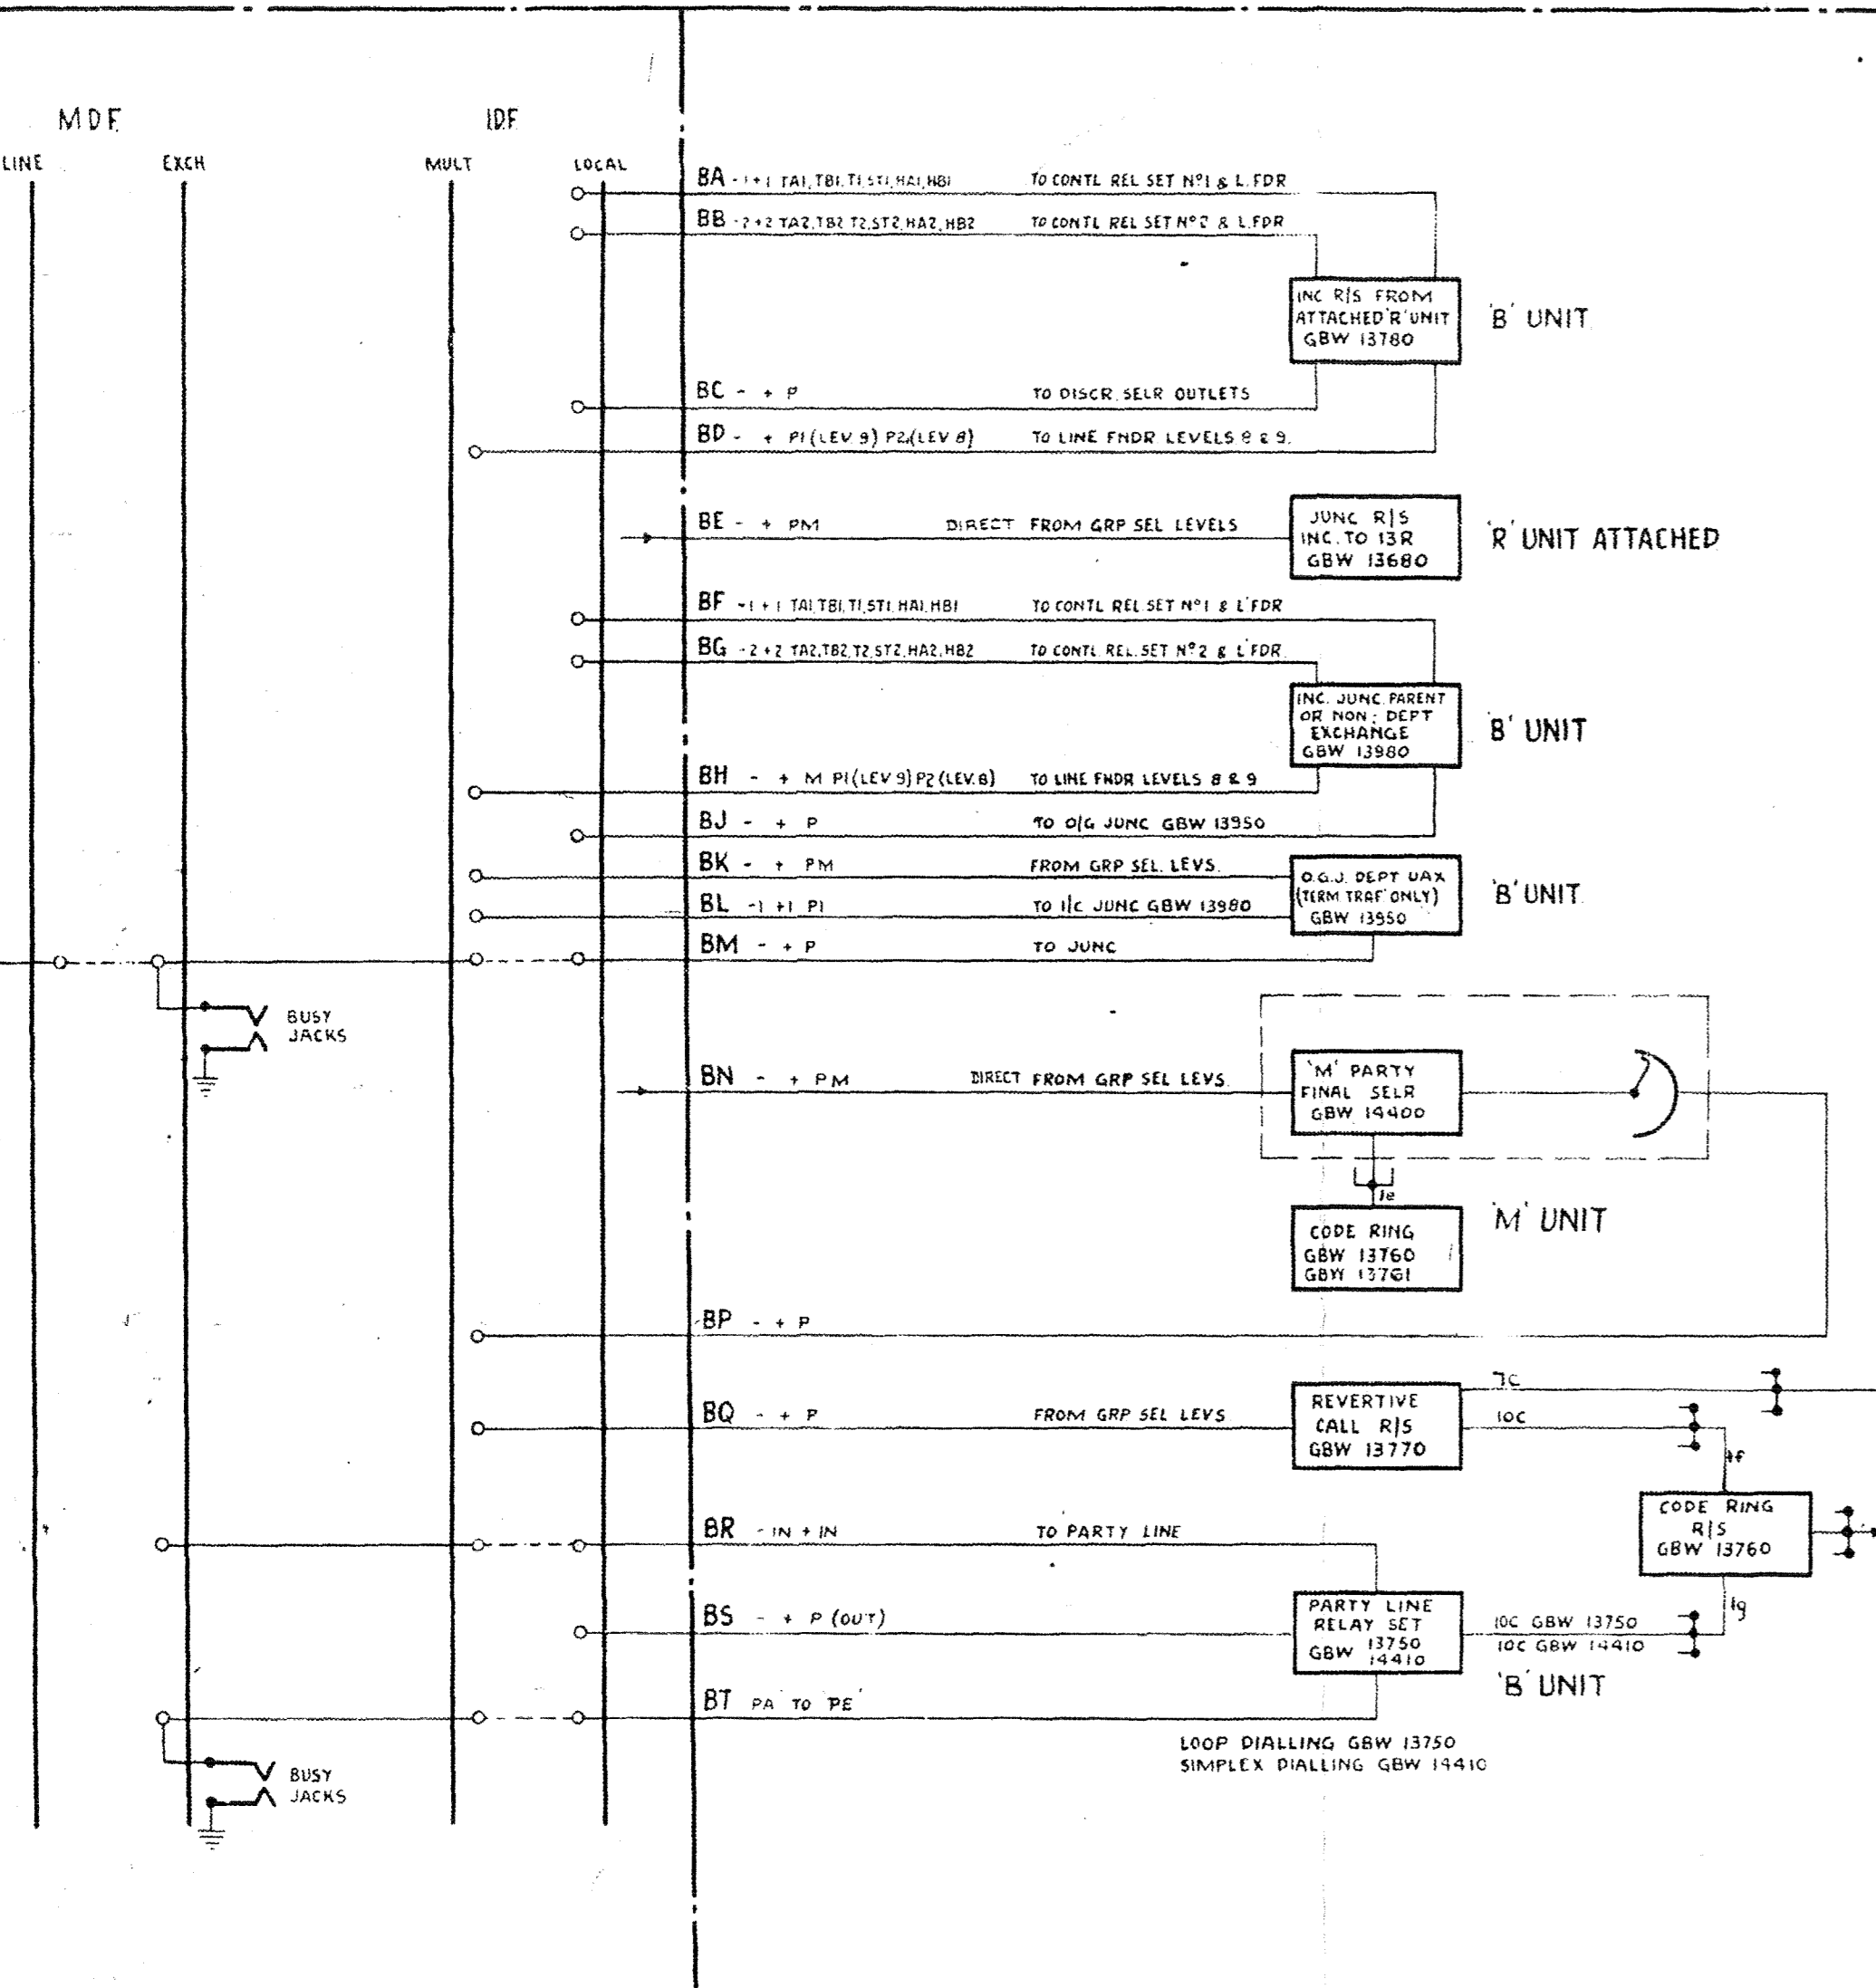 M D F.
I.D.F.
LINE
EXCH
MULT
LOCAL
BA -1 +1 TA1, TB1, T1, ST1, HA1, HB1 TO CONTL REL SET Nº1 & L. FDR
BB -2 +2 TA2, TB2 T2, ST2, HA2, HB2 TO CONTL REL SET Nº2 & L. FDR
INC R/S FROM
ATTACHED 'R' UNIT
GBW 13780
'B' UNIT
BC - + P TO DISCR. SELR OUTLETS
BD - + P1 (LEV. 9) P2 (LEV 8) TO LINE FNDR LEVELS 8 & 9.
BE - + PM DIRECT FROM GRP SEL LEVELS
JUNC R/S
INC. TO 13R
GBW 13680
'R' UNIT ATTACHED
BF -1 +1 TA1, TB1, T1, ST1, HA1, HB1 TO CONTL REL. SET Nº1 & L'FDR
BG -2 +2 TA2, TB2, T2, ST2, HA2, HB2 TO CONTL. REL. SET Nº2 & L'FDR.
INC. JUNC. PARENT
OR NON : DEPT
EXCHANGE
GBW 13980
'B' UNIT
BH - + M P1 (LEV 9) P2 (LEV. 8) TO LINE FNDR LEVELS 8 & 9
BJ - + P TO O/G JUNC GBW 13950
BK - + PM FROM GRP SEL. LEVS.
BL -1 +1 P1 TO I/C JUNC GBW 13980
BM - + P TO JUNC
O.G.J. DEPT UAX
(TERM TRAF' ONLY)
GBW 13950
'B' UNIT
BUSY
JACKS
BN - + PM DIRECT FROM GRP SEL LEVS.
'M' PARTY
FINAL SELR
GBW 14400
1e
CODE RING
GBW 13760
GBW 13761
'M' UNIT
BP - + P
BQ - + P FROM GRP SEL LEVS
REVERTIVE
CALL R/S
GBW 13770
7C
10C
1f
CODE RING
R/S
GBW 13760
1g
BR - IN + IN TO PARTY LINE
BS - + P (OUT)
PARTY LINE
RELAY SET
GBW 13750
14410
10C GBW 13750
10C GBW 14410
'B' UNIT
BT PA' TO 'PE'
LOOP DIALLING GBW 13750
SIMPLEX DIALLING GBW 14410
BUSY
JACKS